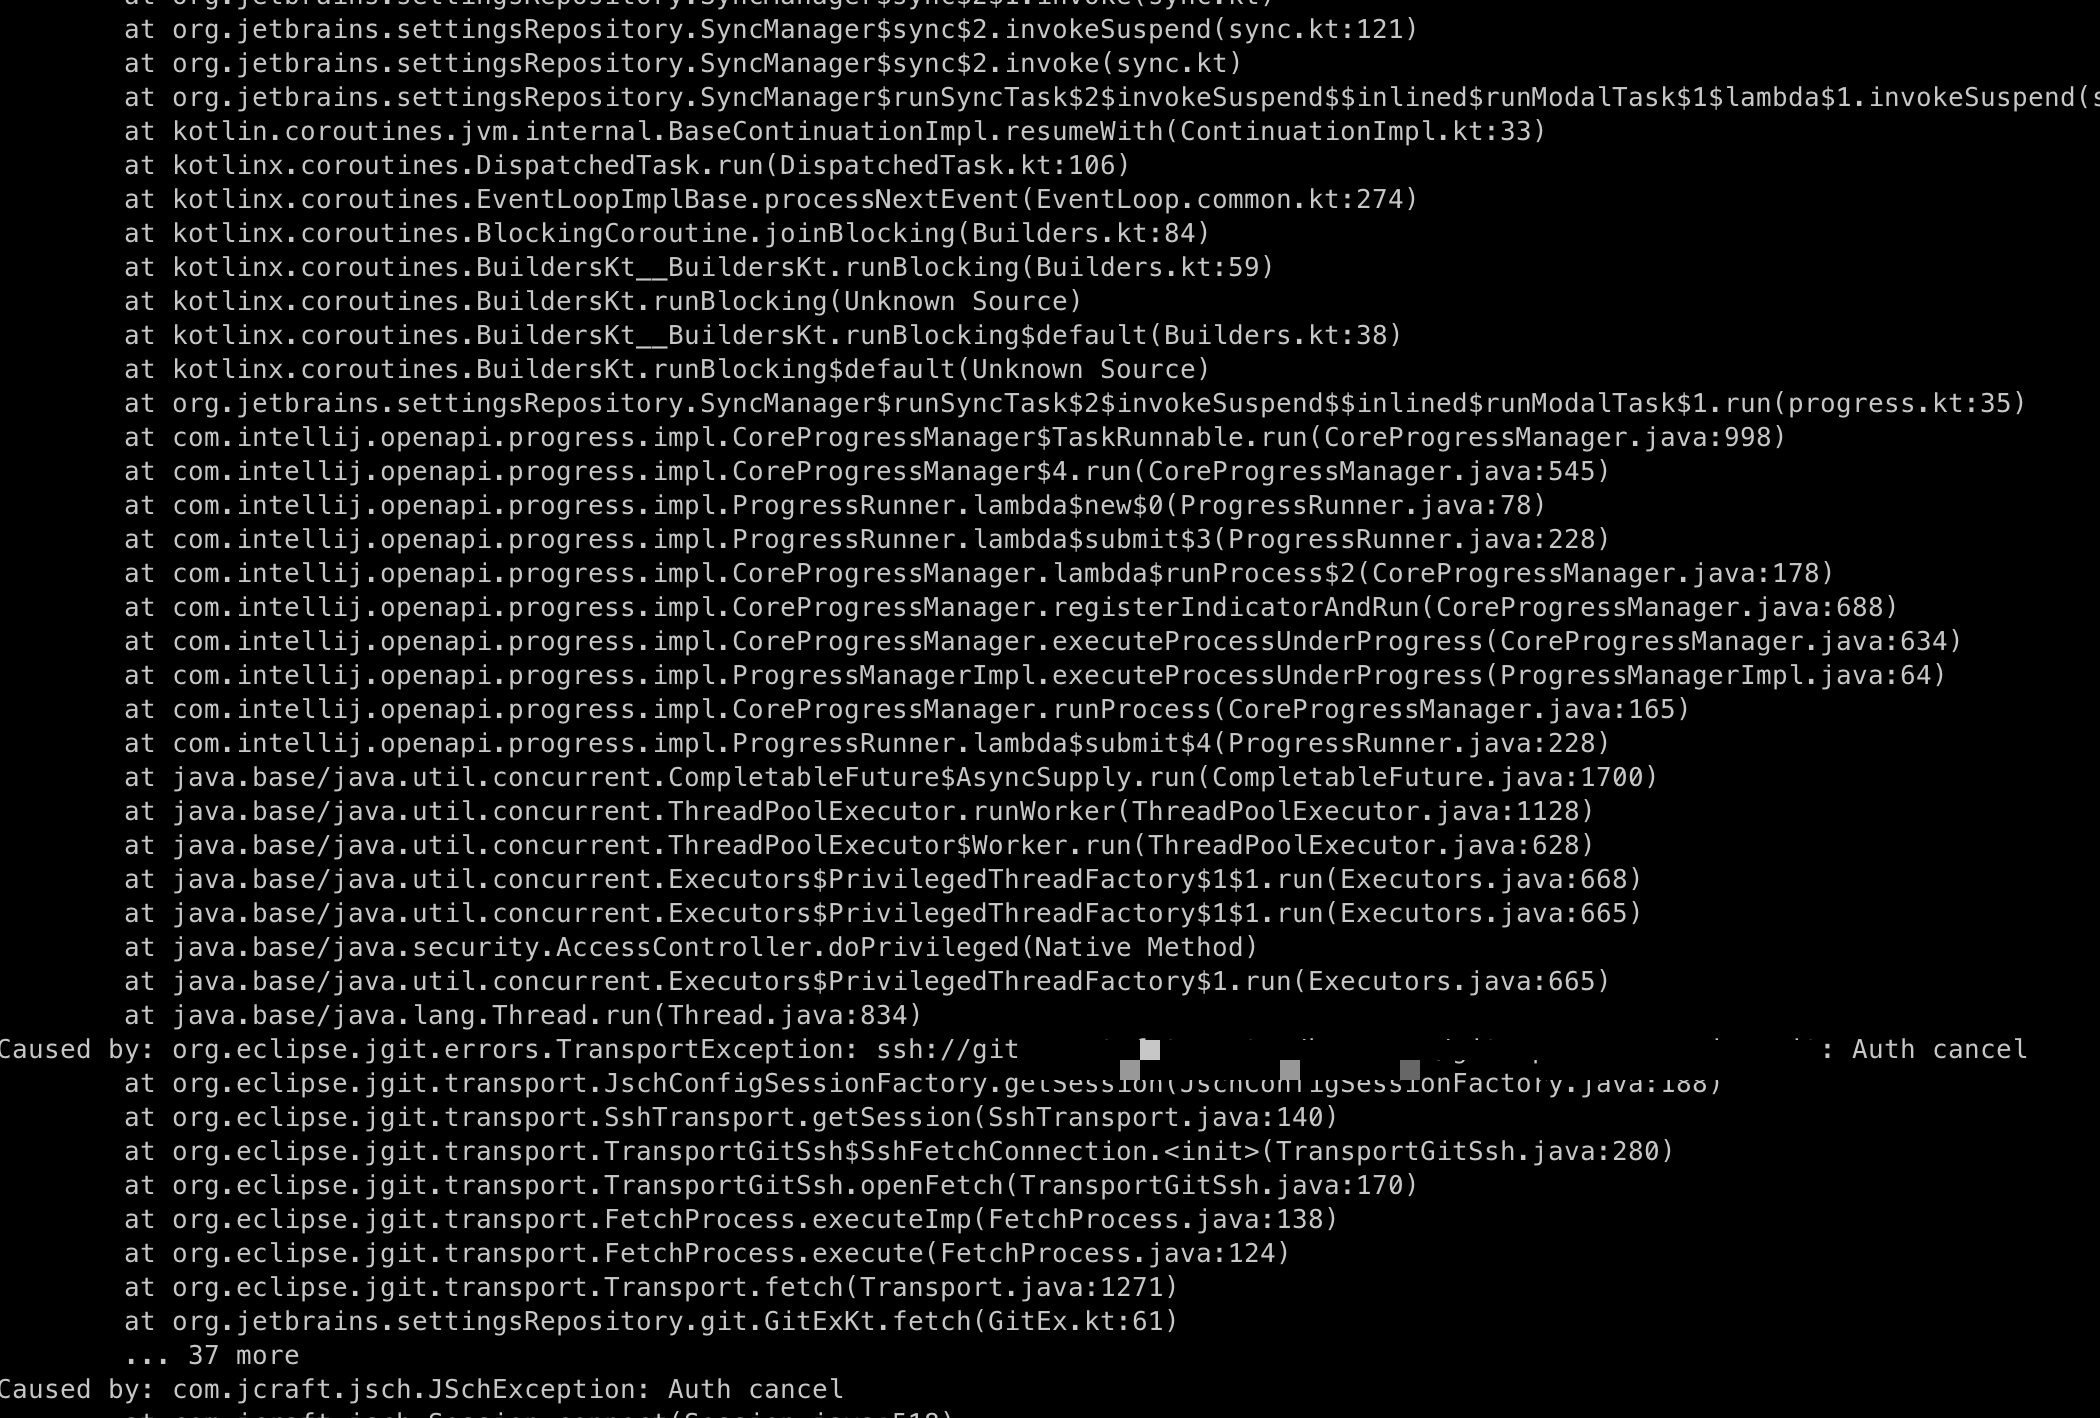 at org.jetbrains.settingsRepository.SyncManager$sync$2$1.invoke(sync.kt)
at org.jetbrains.settingsRepository.SyncManager$sync$2.invokeSuspend(sync.kt:121)
at org.jetbrains.settingsRepository.SyncManager$sync$2.invoke(sync.kt)
at org.jetbrains.settingsRepository.SyncManager$runSyncTask$2$invokeSuspend$$inlined$runModalTask$1$lambda$1.invokeSuspend(s
at kotlin.coroutines.jvm.internal.BaseContinuationImpl.resumeWith(ContinuationImpl.kt:33)
at kotlinx.coroutines.DispatchedTask.run(DispatchedTask.kt:106)
at kotlinx.coroutines.EventLoopImplBase.processNextEvent(EventLoop.common.kt:274)
at kotlinx.coroutines.BlockingCoroutine.joinBlocking(Builders.kt:84)
at kotlinx.coroutines.BuildersKt__BuildersKt.runBlocking(Builders.kt:59)
at kotlinx.coroutines.BuildersKt.runBlocking(Unknown Source)
at kotlinx.coroutines.BuildersKt__BuildersKt.runBlocking$default(Builders.kt:38)
at kotlinx.coroutines.BuildersKt.runBlocking$default(Unknown Source)
at org.jetbrains.settingsRepository.SyncManager$runSyncTask$2$invokeSuspend$$inlined$runModalTask$1.run(progress.kt:35)
at com.intellij.openapi.progress.impl.CoreProgressManager$TaskRunnable.run(CoreProgressManager.java:998)
at com.intellij.openapi.progress.impl.CoreProgressManager$4.run(CoreProgressManager.java:545)
at com.intellij.openapi.progress.impl.ProgressRunner.lambda$new$0(ProgressRunner.java:78)
at com.intellij.openapi.progress.impl.ProgressRunner.lambda$submit$3(ProgressRunner.java:228)
at com.intellij.openapi.progress.impl.CoreProgressManager.lambda$runProcess$2(CoreProgressManager.java:178)
at com.intellij.openapi.progress.impl.CoreProgressManager.registerIndicatorAndRun(CoreProgressManager.java:688)
at com.intellij.openapi.progress.impl.CoreProgressManager.executeProcessUnderProgress(CoreProgressManager.java:634)
at com.intellij.openapi.progress.impl.ProgressManagerImpl.executeProcessUnderProgress(ProgressManagerImpl.java:64)
at com.intellij.openapi.progress.impl.CoreProgressManager.runProcess(CoreProgressManager.java:165)
at com.intellij.openapi.progress.impl.ProgressRunner.lambda$submit$4(ProgressRunner.java:228)
at java.base/java.util.concurrent.CompletableFuture$AsyncSupply.run(CompletableFuture.java:1700)
at java.base/java.util.concurrent.ThreadPoolExecutor.runWorker(ThreadPoolExecutor.java:1128)
at java.base/java.util.concurrent.ThreadPoolExecutor$Worker.run(ThreadPoolExecutor.java:628)
at java.base/java.util.concurrent.Executors$PrivilegedThreadFactory$1$1.run(Executors.java:668)
at java.base/java.util.concurrent.Executors$PrivilegedThreadFactory$1$1.run(Executors.java:665)
at java.base/java.security.AccessController.doPrivileged(Native Method)
at java.base/java.util.concurrent.Executors$PrivilegedThreadFactory$1.run(Executors.java:665)
at java.base/java.lang.Thread.run(Thread.java:834)
Caused by: org.eclipse.jgit.errors.TransportException: ssh://git : Auth cancel
at org.eclipse.jgit.transport.JschConfigSessionFactory.getSession(JschConfigSessionFactory.java:188)
at org.eclipse.jgit.transport.SshTransport.getSession(SshTransport.java:140)
at org.eclipse.jgit.transport.TransportGitSsh$SshFetchConnection.<init>(TransportGitSsh.java:280)
at org.eclipse.jgit.transport.TransportGitSsh.openFetch(TransportGitSsh.java:170)
at org.eclipse.jgit.transport.FetchProcess.executeImp(FetchProcess.java:138)
at org.eclipse.jgit.transport.FetchProcess.execute(FetchProcess.java:124)
at org.eclipse.jgit.transport.Transport.fetch(Transport.java:1271)
at org.jetbrains.settingsRepository.git.GitExKt.fetch(GitEx.kt:61)
... 37 more
Caused by: com.jcraft.jsch.JSchException: Auth cancel
at com.jcraft.jsch.Session.connect(Session.java:518)